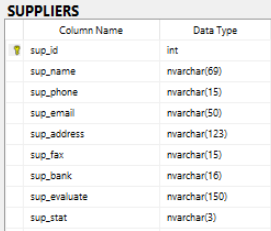 SUPPLIERS
Column Name Data Type
sup_id int
sup_name nvarchar(69)
sup_phone nvarchar(15)
sup_email nvarchar(50)
sup_address nvarchar(123)
sup_fax nvarchar(15)
sup_bank nvarchar(16)
sup_evaluate nvarchar(150)
sup_stat nvarchar(3)